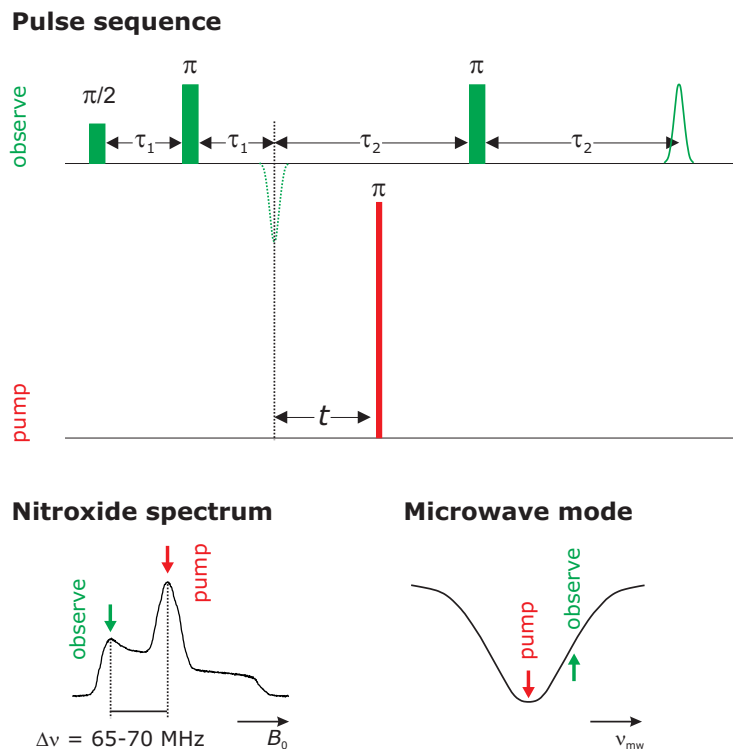 Pulse sequence
observe
π/2
π
π
τ₁
τ₁
τ₂
τ₂
π
pump
t
Nitroxide spectrum
observe
pump
Δν = 65-70 MHz
B₀
Microwave mode
pump
observe
ν_mw